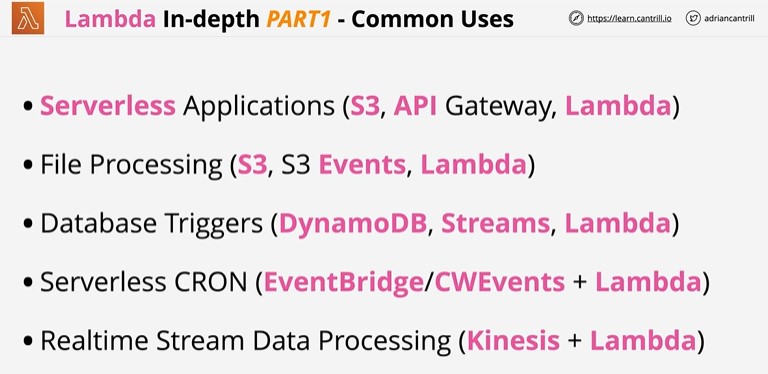 Lambda In-depth PART1 - Common Uses
https://learn.cantrill.io
adriancantrill
• Serverless Applications (S3, API Gateway, Lambda)
• File Processing (S3, S3 Events, Lambda)
• Database Triggers (DynamoDB, Streams, Lambda)
• Serverless CRON (EventBridge/CWEvents + Lambda)
• Realtime Stream Data Processing (Kinesis + Lambda)